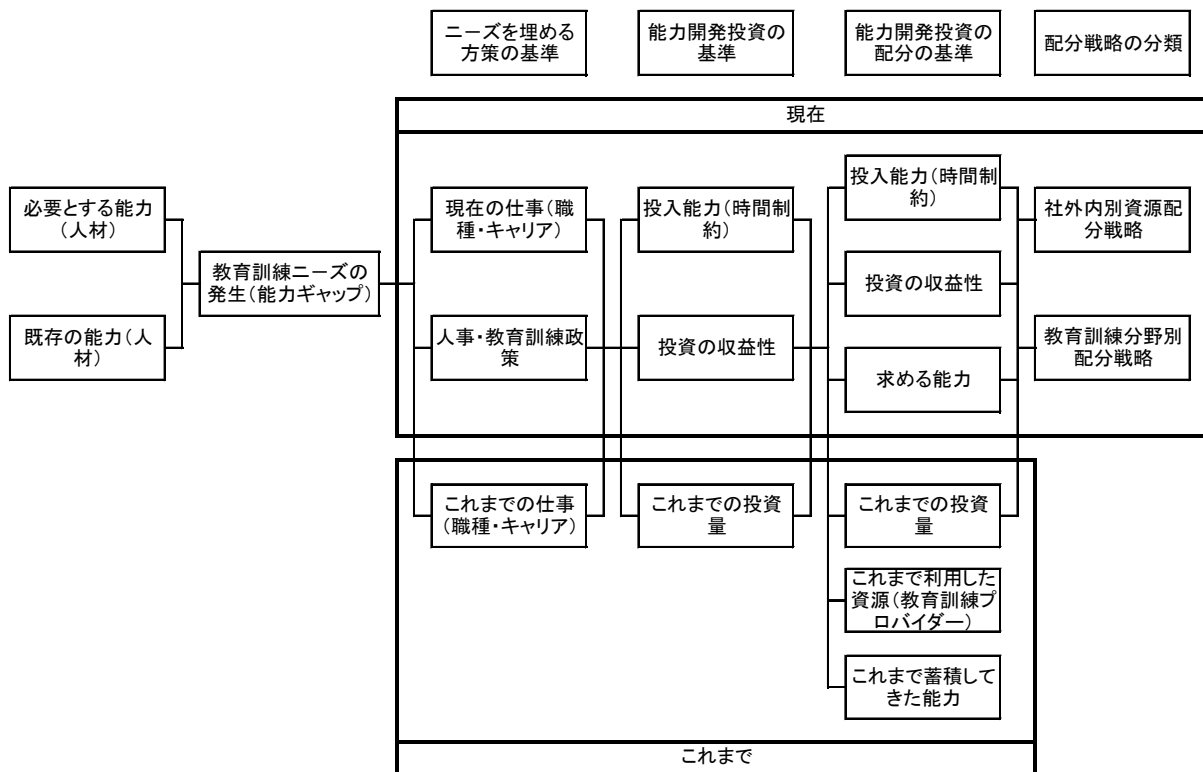 ニーズを埋める
方策の基準
能力開発投資の
基準
能力開発投資の
配分の基準
配分戦略の分類
現在
必要とする能力
(人材)
既存の能力(人
材)
教育訓練ニーズの
発生(能力ギャップ)
現在の仕事(職
種・キャリア)
人事・教育訓練政
策
投入能力(時間制
約)
投資の収益性
投入能力(時間制
約)
投資の収益性
求める能力
社外内別資源配
分戦略
教育訓練分野別
配分戦略
これまでの仕事
(職種・キャリア)
これまでの投資
量
これまでの投資
量
これまで利用した
資源(教育訓練プ
ロバイダー)
これまで蓄積して
きた能力
これまで